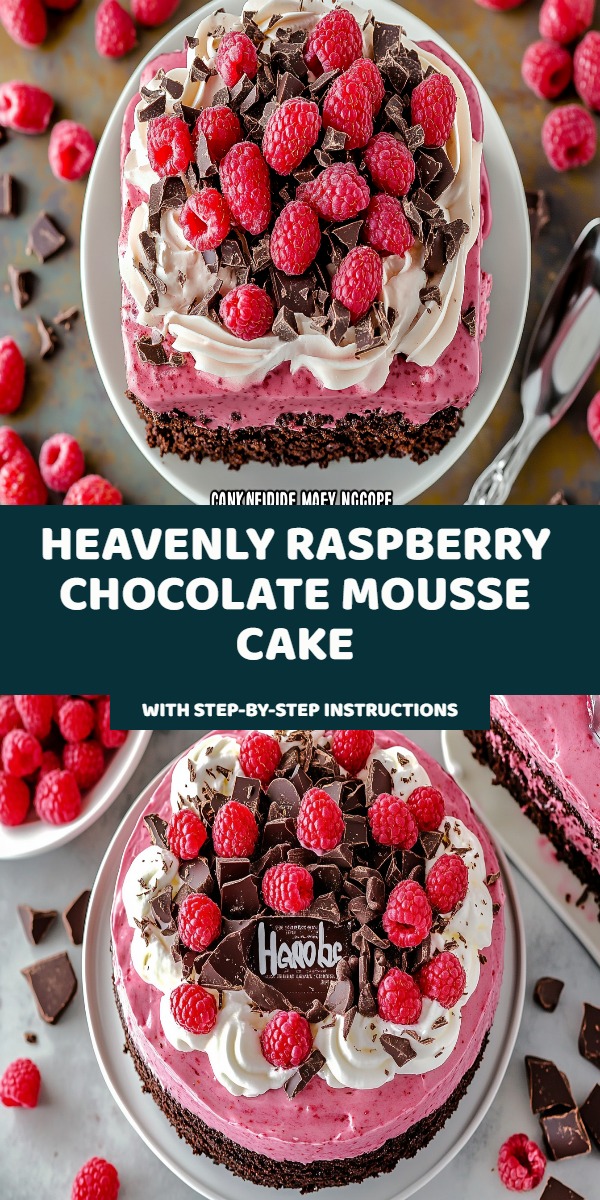 HEAVENLY RASPBERRY
CHOCOLATE MOUSSE
CAKE
WITH STEP-BY-STEP INSTRUCTIONS